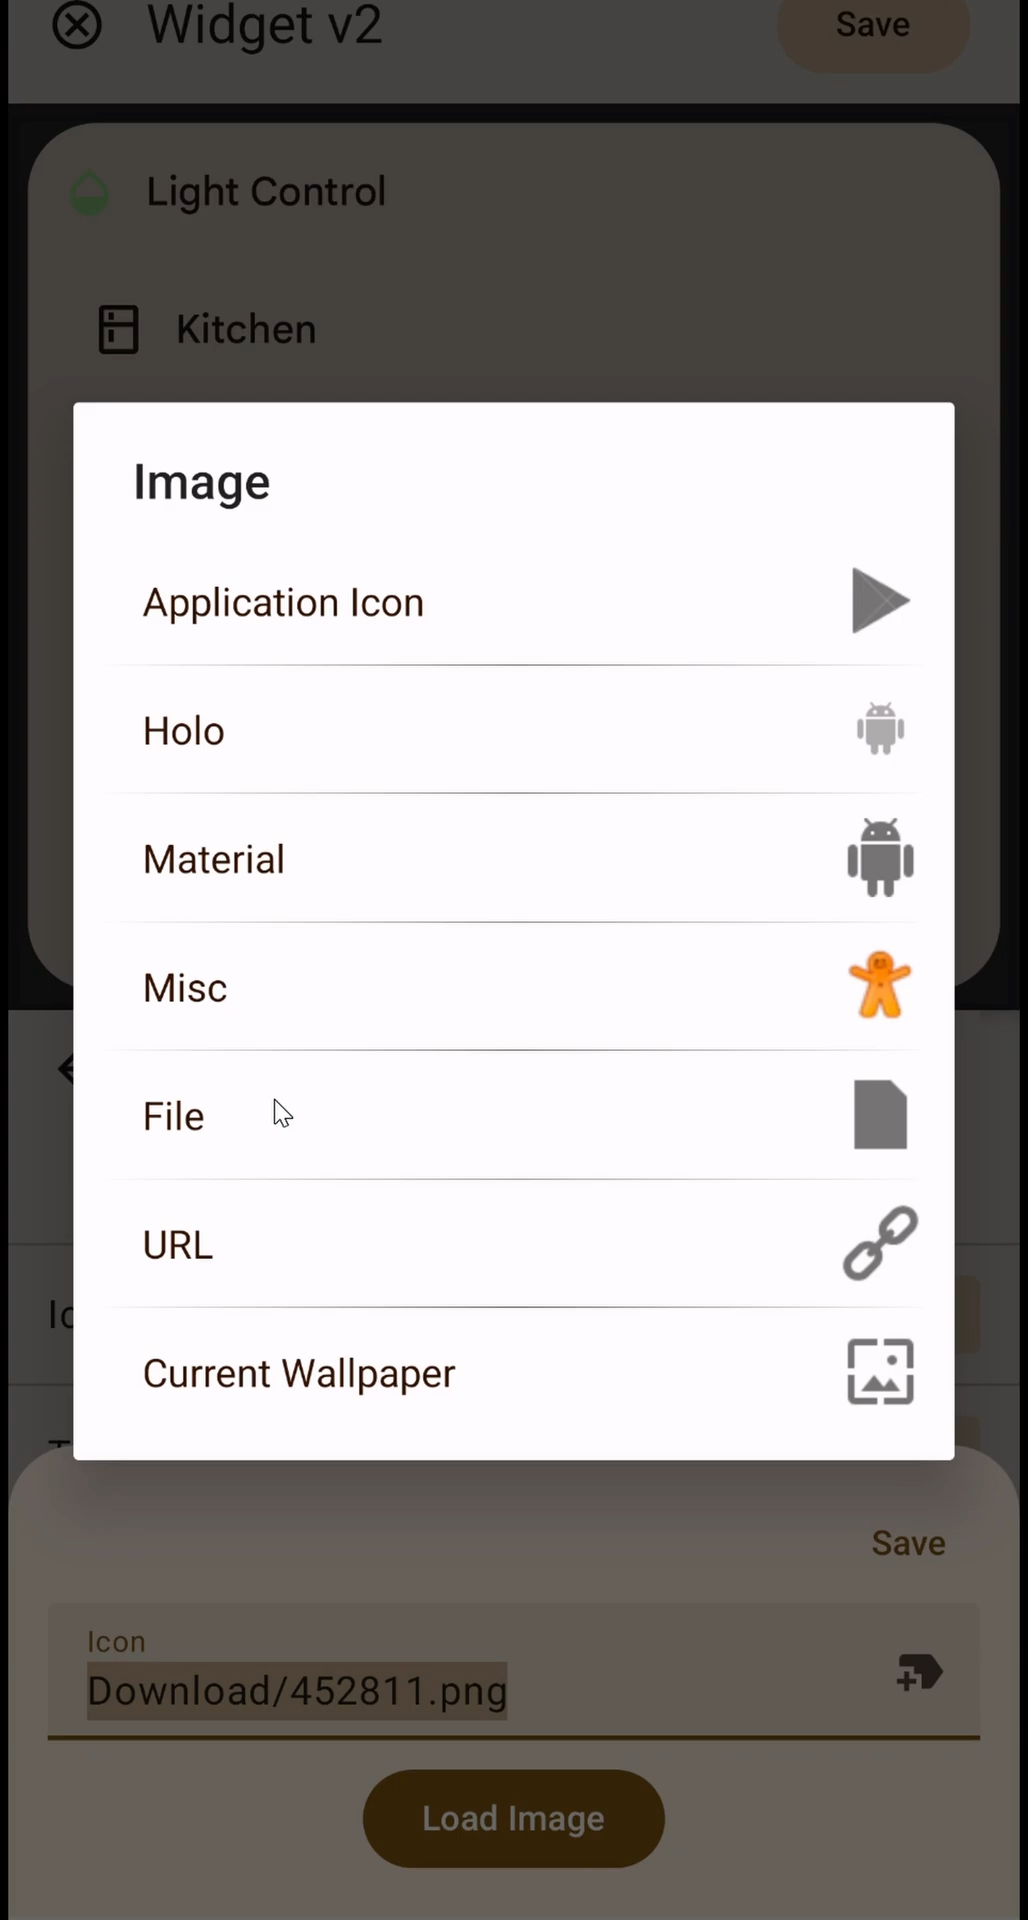 Widget v2
Save
Light Control
Kitchen
Image
Application Icon
Holo
Material
Misc
File
URL
Current Wallpaper
Save
Icon
Download/452811.png
Load Image